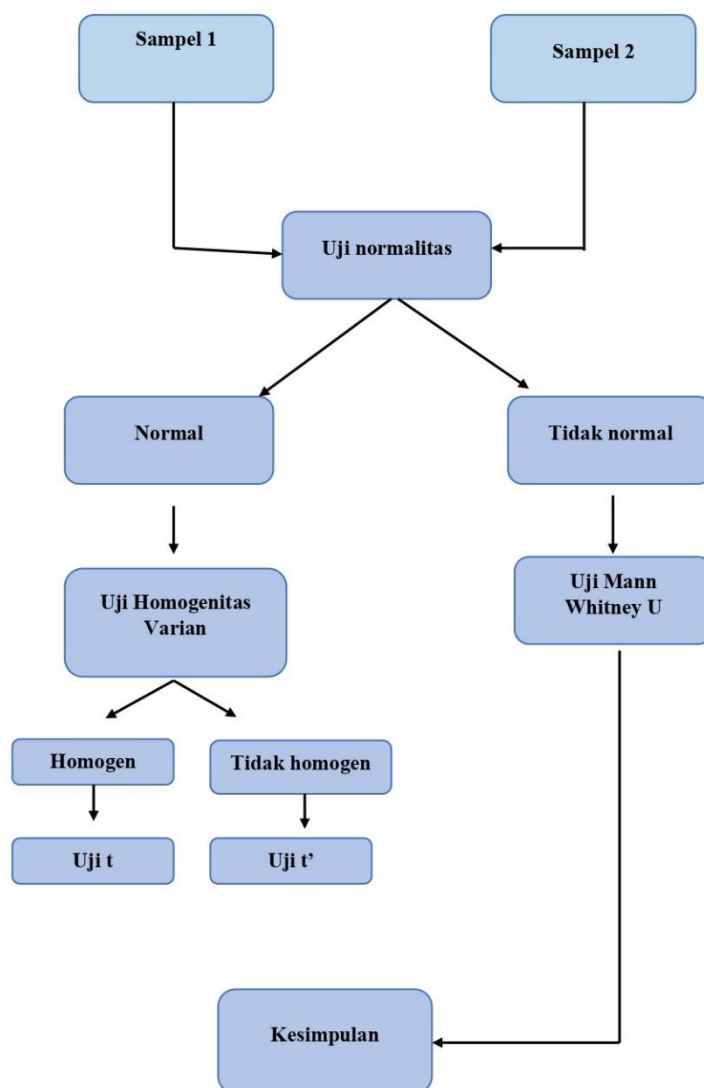 Sampel 1
Sampel 2
Uji normalitas
Normal
Tidak normal
Uji Homogenitas
Varian
Uji Mann
Whitney U
Homogen
Tidak homogen
Uji t
Uji t’
Kesimpulan